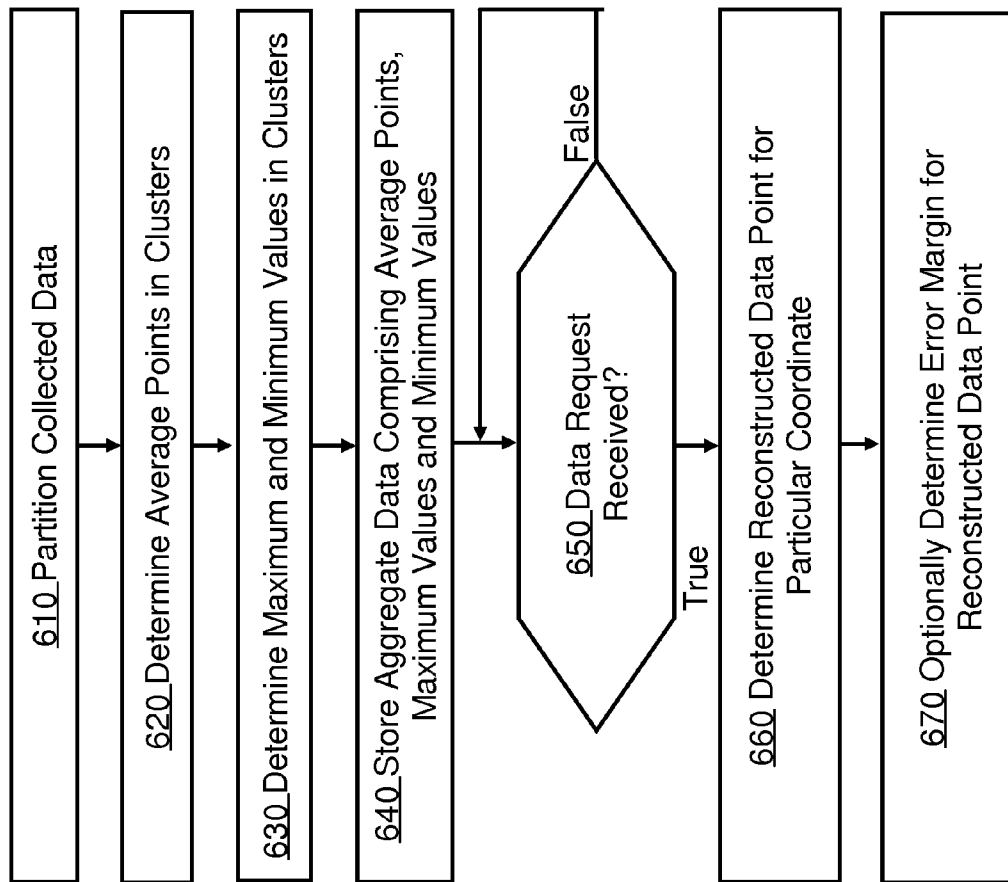 610 Partition Collected Data
620 Determine Average Points in Clusters
630 Determine Maximum and Minimum Values in Clusters
640 Store Aggregate Data Comprising Average Points,
Maximum Values and Minimum Values
650 Data Request
Received?
False
True
660 Determine Reconstructed Data Point for
Particular Coordinate
670 Optionally Determine Error Margin for
Reconstructed Data Point